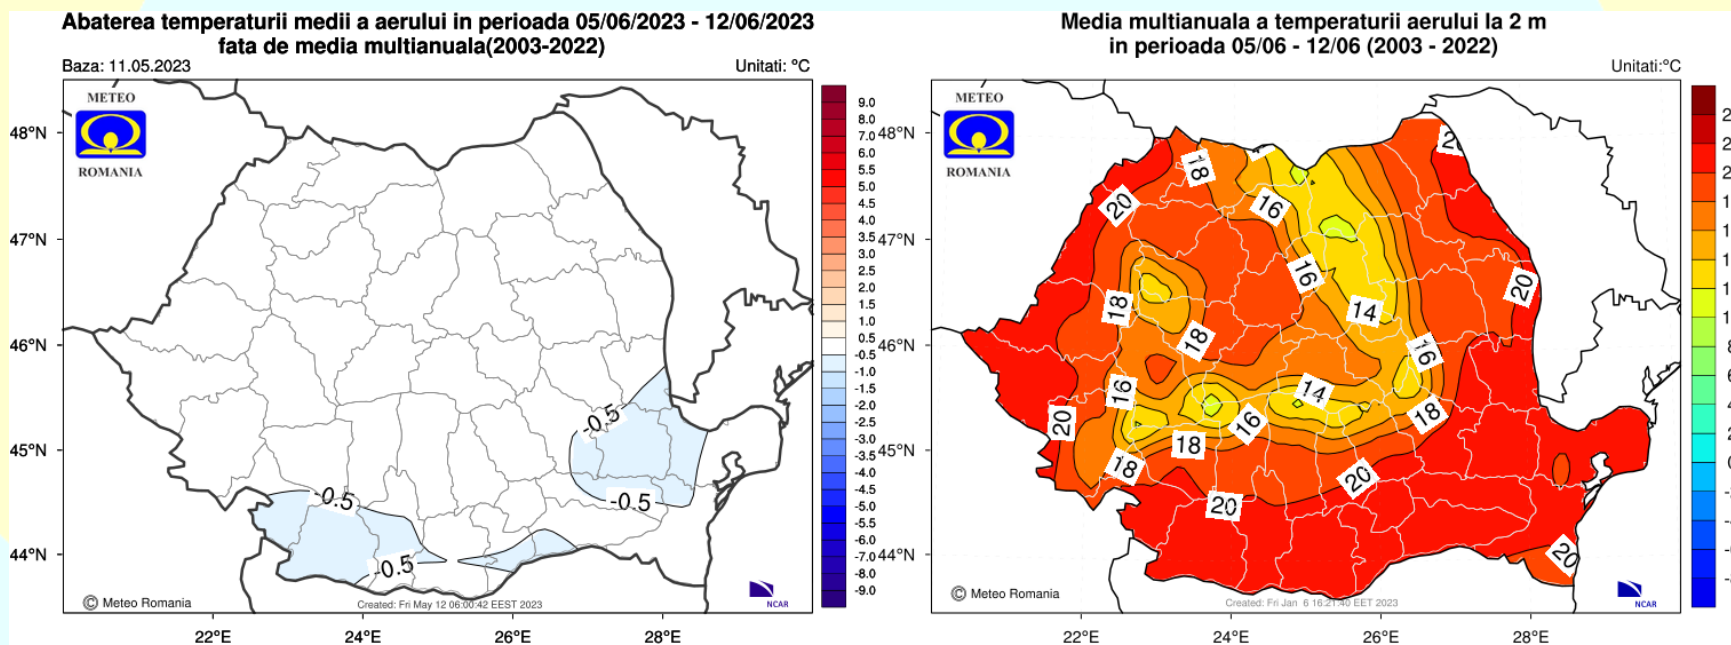 Abaterea temperaturii medii a aerului in perioada 05/06/2023 - 12/06/2023
fata de media multianuala(2003-2022)
Baza: 11.05.2023
Unitati: °C
METEO
ROMANIA
48°N
47°N
46°N
45°N
44°N
-0.5
-0.5
-0.5
-0.5
9.0
8.0
7.0
6.0
5.5
5.0
4.5
4.0
3.5
3.0
2.5
2.0
1.5
1.0
0.5
-0.5
-1.0
-1.5
-2.0
-2.5
-3.0
-3.5
-4.0
-4.5
-5.0
-5.5
-6.0
-7.0
-8.0
-9.0
© Meteo Romania
Created: Fri May 12 06:00:42 EEST 2023
NCAR
22°E
24°E
26°E
28°E
Media multianuala a temperaturii aerului la 2 m
in perioada 05/06 - 12/06 (2003 - 2022)
Unitati:°C
METEO
ROMANIA
48°N
47°N
46°N
45°N
44°N
18
20
16
16
20
18
14
18
16
16
14
20
18
16
18
18
20
20
20
8
6
4
2
0
© Meteo Romania
Created: Fri Jan 6 16:21:40 EET 2023
NCAR
22°E
24°E
26°E
28°E